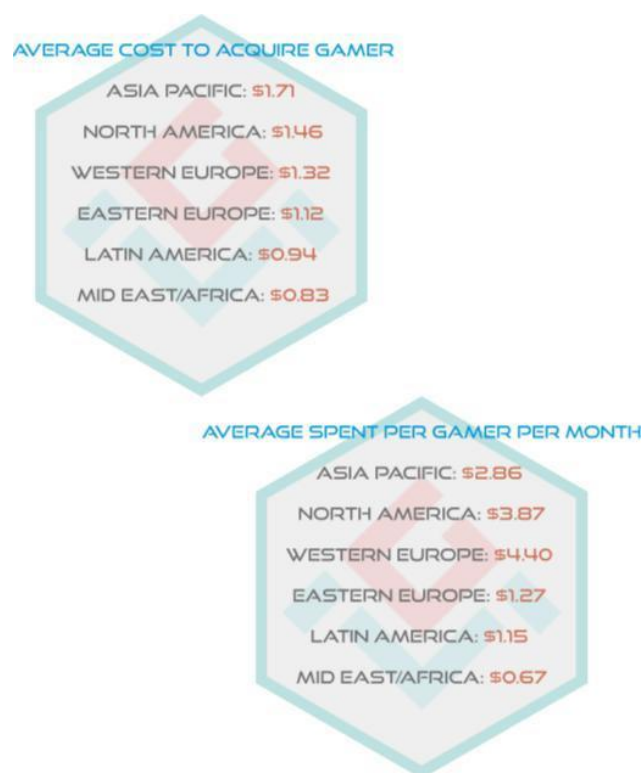 AVERAGE COST TO ACQUIRE GAMER
ASIA PACIFIC: $1.71
NORTH AMERICA: $1.46
WESTERN EUROPE: $1.32
EASTERN EUROPE: $1.12
LATIN AMERICA: $0.94
MID EAST/AFRICA: $0.83
AVERAGE SPENT PER GAMER PER MONTH
ASIA PACIFIC: $2.86
NORTH AMERICA: $3.87
WESTERN EUROPE: $4.40
EASTERN EUROPE: $1.27
LATIN AMERICA: $1.15
MID EAST/AFRICA: $0.67